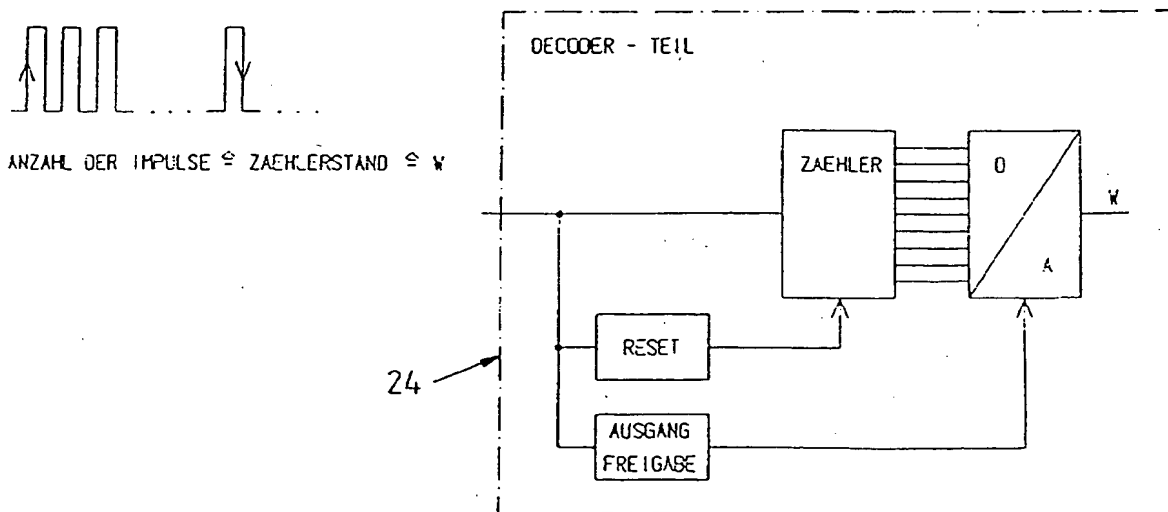 DECODER - TEIL
ANZAHL DER IMPULSE ≙ ZAEHLERSTAND ≙ W
ZAEHLER
D
A
W
RESET
24
AUSGANG
FREIGABE